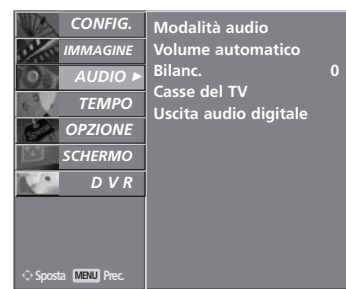 CONFIG.
IMMAGINE
AUDIO ►
TEMPO
OPZIONE
SCHERMO
D V R
Modalità audio
Volume automatico
Bilanc. 0
Casse del TV
Uscita audio digitale
Sposta MENU Prec.